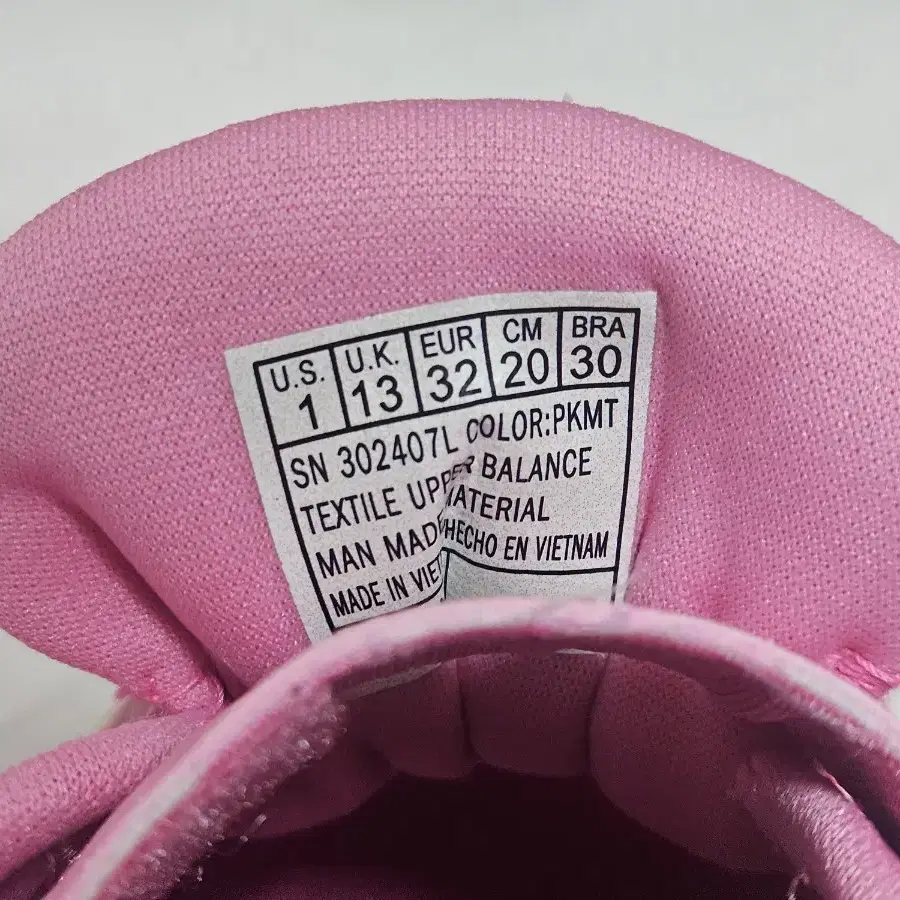 U.S. U.K. EUR CM BRA
1 13 32 20 30
SN 302407L COLOR:PKMT
TEXTILE UPPER BALANCE
MAN MADE MATERIAL
MADE IN VIE HECHO EN VIETNAM